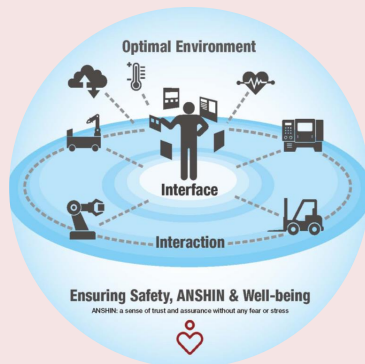 Optimal Environment
Interface
Interaction
Ensuring Safety, ANSHIN & Well-being
ANSHIN: a sense of trust and assurance without any fear or stress